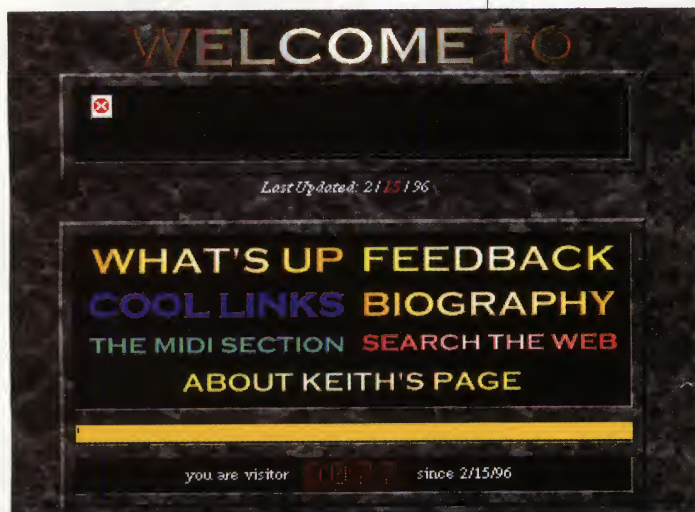 WELCOME TO
Last Updated: 2/15/96
WHAT'S UP FEEDBACK
COOL LINKS BIOGRAPHY
THE MIDI SECTION SEARCH THE WEB
ABOUT KEITH'S PAGE
you are visitor since 2/15/96